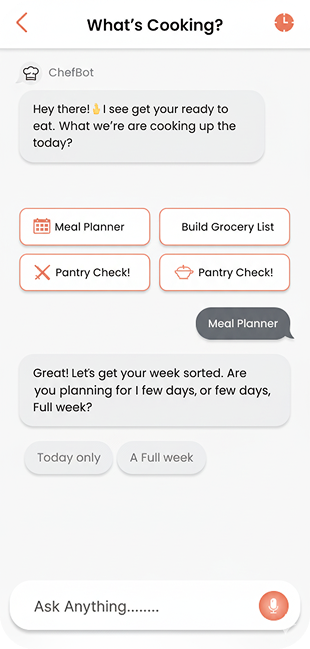 What's Cooking?
ChefBot
Hey there! I see get your ready to
eat. What we're are cooking up the
today?
Meal Planner
Build Grocery List
Pantry Check!
Pantry Check!
Meal Planner
Great! Let's get your week sorted. Are
you planning for I few days, or few days,
Full week?
Today only
A Full week
Ask Anything........